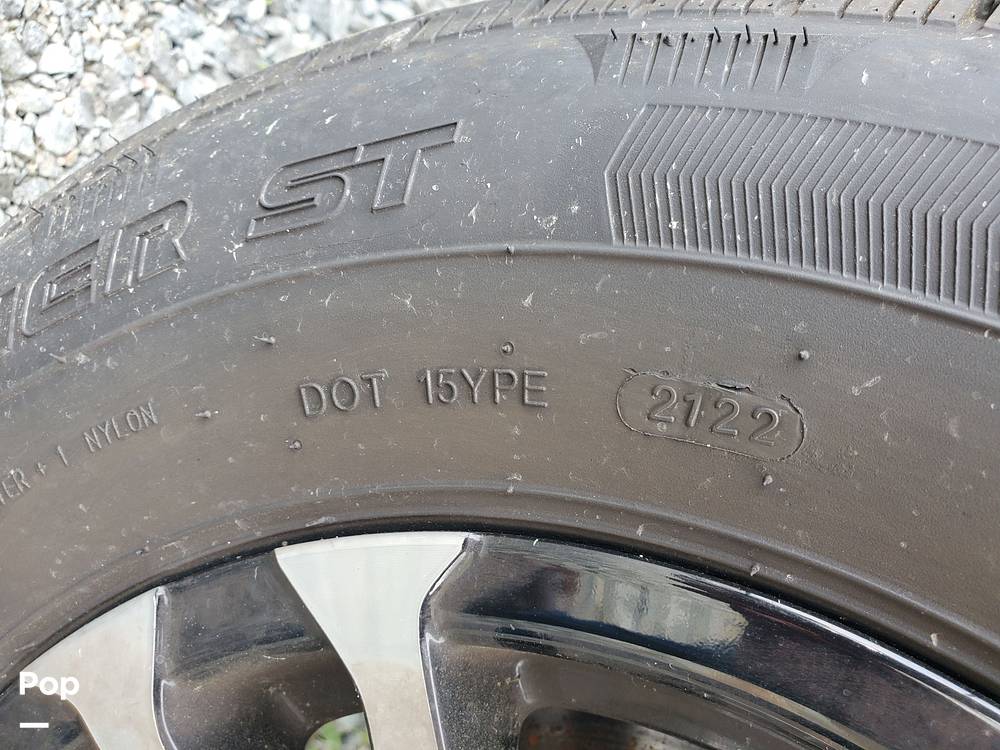 ST
DOT 15YPE 2122
+ 1 NYLON
Pop